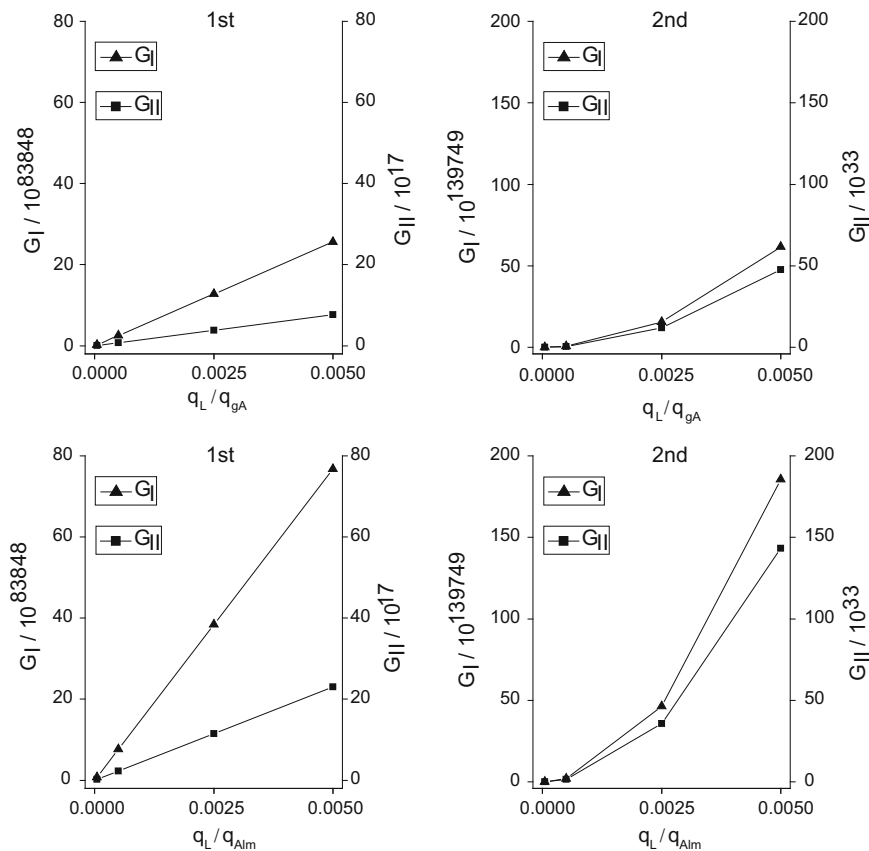 1st
80
60
40
20
0
G_I / 10^83848
G_I
G_II
80
60
40
20
0
G_II / 10^17
0.0000 0.0025 0.0050
q_L / q_gA
2nd
200
150
100
50
0
G_I / 10^139749
G_I
G_II
200
150
100
50
0
G_II / 10^33
0.0000 0.0025 0.0050
q_L / q_gA
1st
80
60
40
20
0
G_I / 10^83848
G_I
G_II
80
60
40
20
0
G_II / 10^17
0.0000 0.0025 0.0050
q_L / q_Alm
2nd
200
150
100
50
0
G_I / 10^139749
G_I
G_II
200
150
100
50
0
G_II / 10^33
0.0000 0.0025 0.0050
q_L / q_Alm